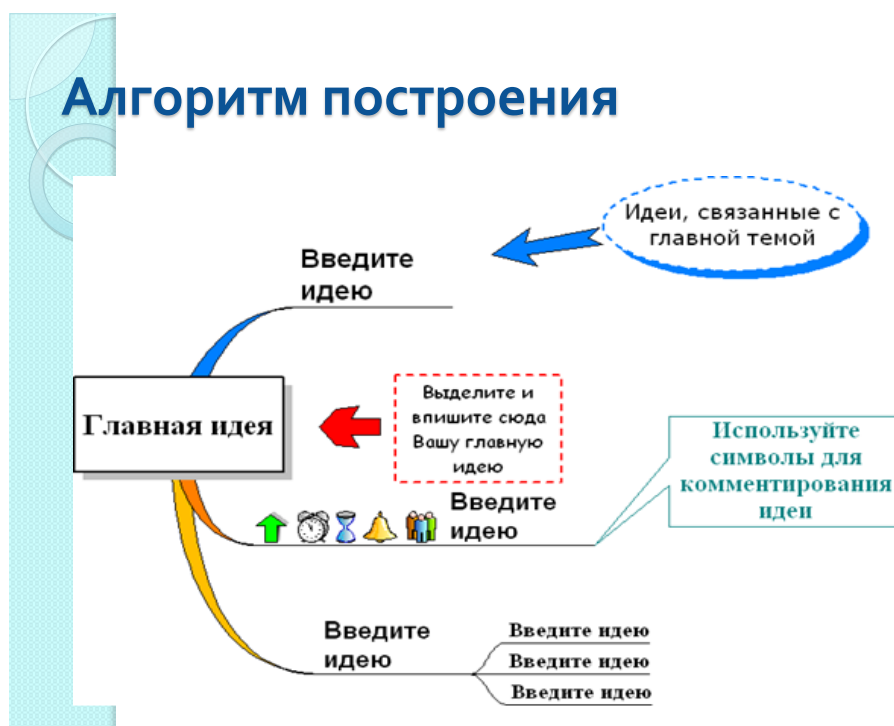 Алгоритм построения
Идеи, связанные с
главной темой
Введите
идею
Выделите и
впишите сюда
Вашу главную
идею
Главная идея
Используйте
символы для
комментирования
идеи
Введите
идею
Введите
идею
Введите идею
Введите идею
Введите идею